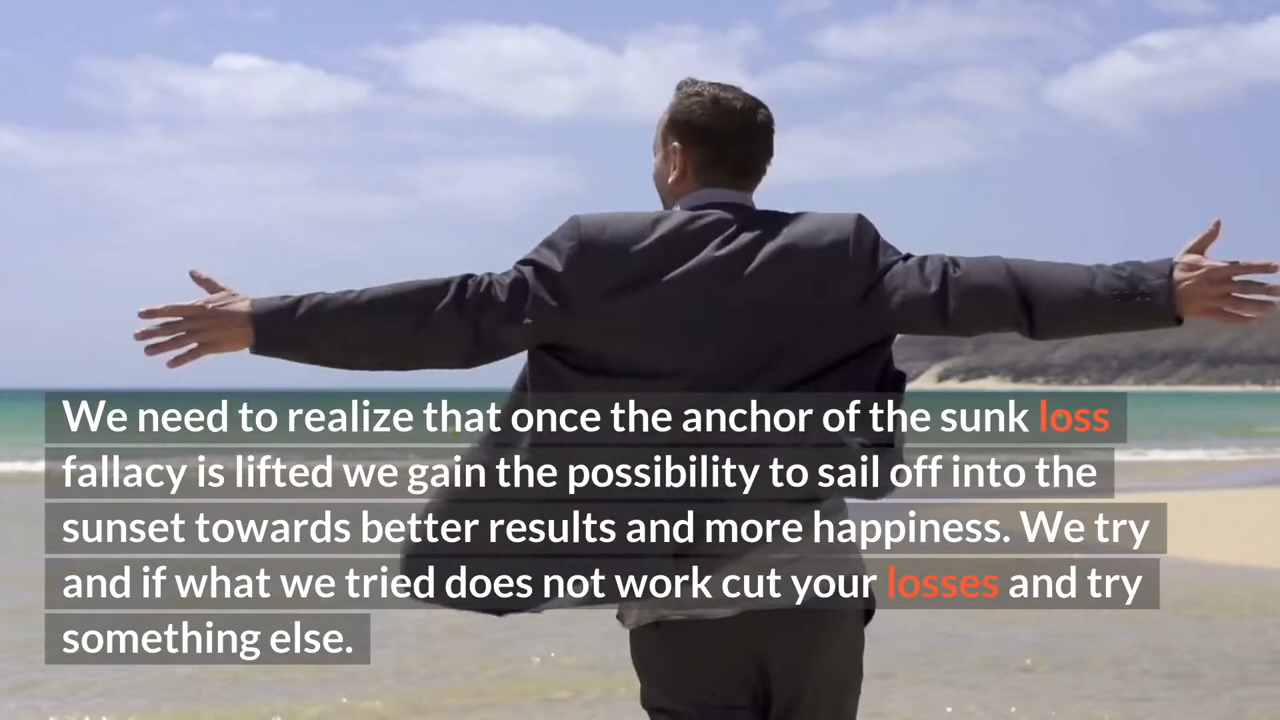 We need to realize that once the anchor of the sunk loss
fallacy is lifted we gain the possibility to sail off into the
sunset towards better results and more happiness. We try
and if what we tried does not work cut your losses and try
something else.